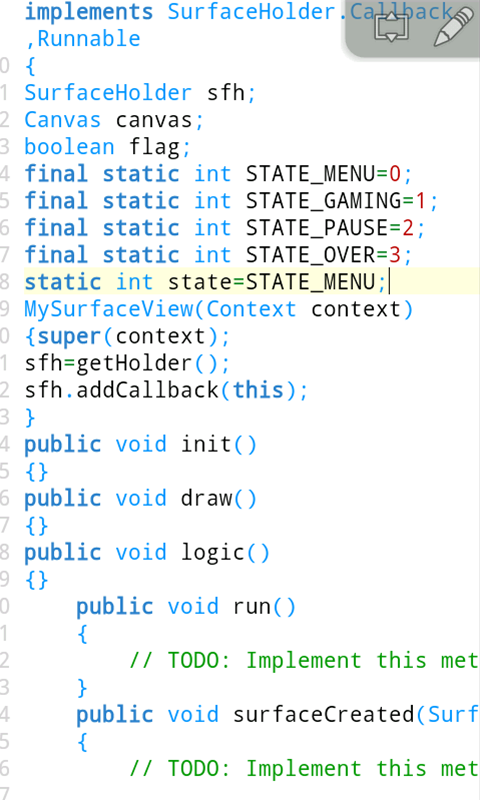 implements SurfaceHolder.Callback
,Runnable
0 {
1 SurfaceHolder sfh;
2 Canvas canvas;
3 boolean flag;
4 final static int STATE_MENU=0;
5 final static int STATE_GAMING=1;
6 final static int STATE_PAUSE=2;
7 final static int STATE_OVER=3;
8 static int state=STATE_MENU;
9 MySurfaceView(Context context)
0 {super(context);
1 sfh=getHolder();
2 sfh.addCallback(this);
3 }
4 public void init()
5 {}
6 public void draw()
7 {}
8 public void logic()
9 {}
0 public void run()
1 {
2 // TODO: Implement this met
3 }
4 public void surfaceCreated(Surf
5 {
6 // TODO: Implement this met
7